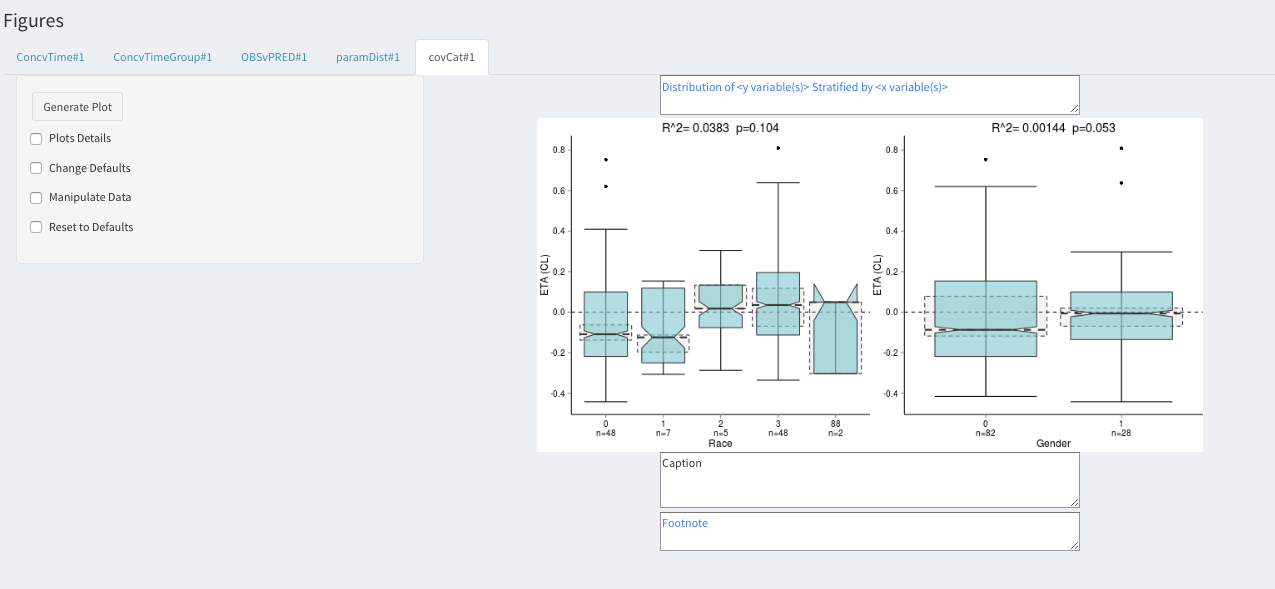 Figures
ConcvTime#1 ConcvTimeGroup#1 OBSvPRED#1 paramDist#1 covCat#1
Generate Plot
Plots Details
Change Defaults
Manipulate Data
Reset to Defaults
Distribution of <y variable(s)> Stratified by <x variable(s)>
R^2= 0.0383 p=0.104
ETA (CL)
0.8
0.6
0.4
0.2
0.0
-0.2
-0.4
0 1 2 3 88
n=48 n=7 n=5 n=48 n=2
Race
R^2= 0.00144 p=0.053
ETA (CL)
0.8
0.6
0.4
0.2
0.0
-0.2
-0.4
0 1
n=82 n=28
Gender
Caption
Footnote